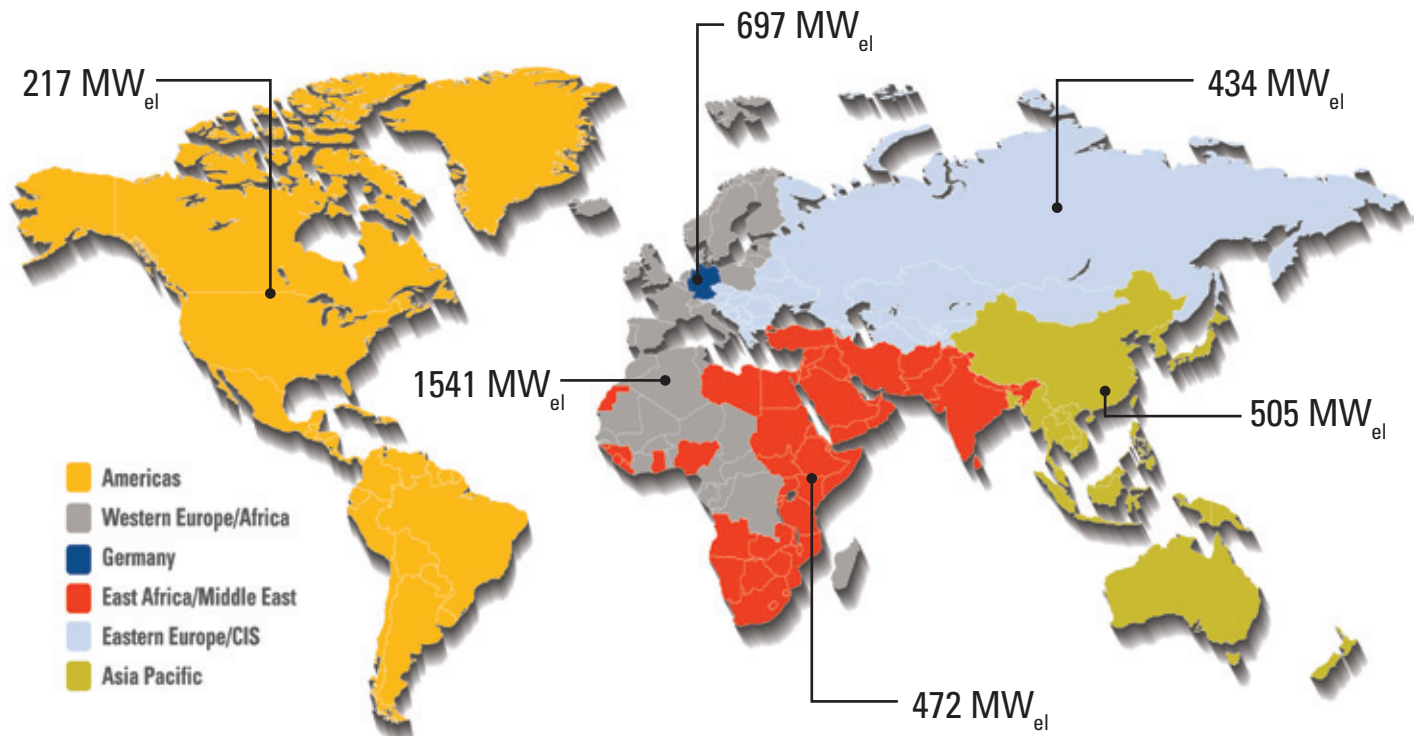 697 MWel
217 MWel
434 MWel
1541 MWel
505 MWel
Americas
Western Europe/Africa
Germany
East Africa/Middle East
Eastern Europe/CIS
Asia Pacific
472 MWel